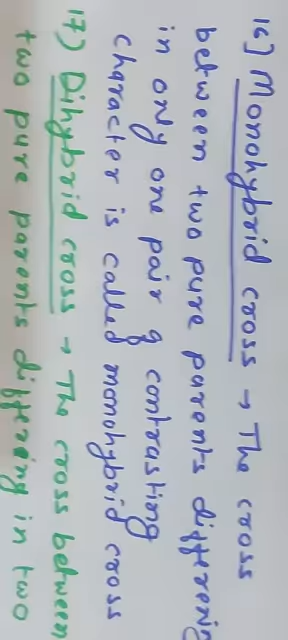 16) Monohybrid cross → The cross
between two pure parents differing
in only one pair of contrasting
character is called monohybrid cross
17) Dihybrid cross → The cross between
two pure parents differing in two